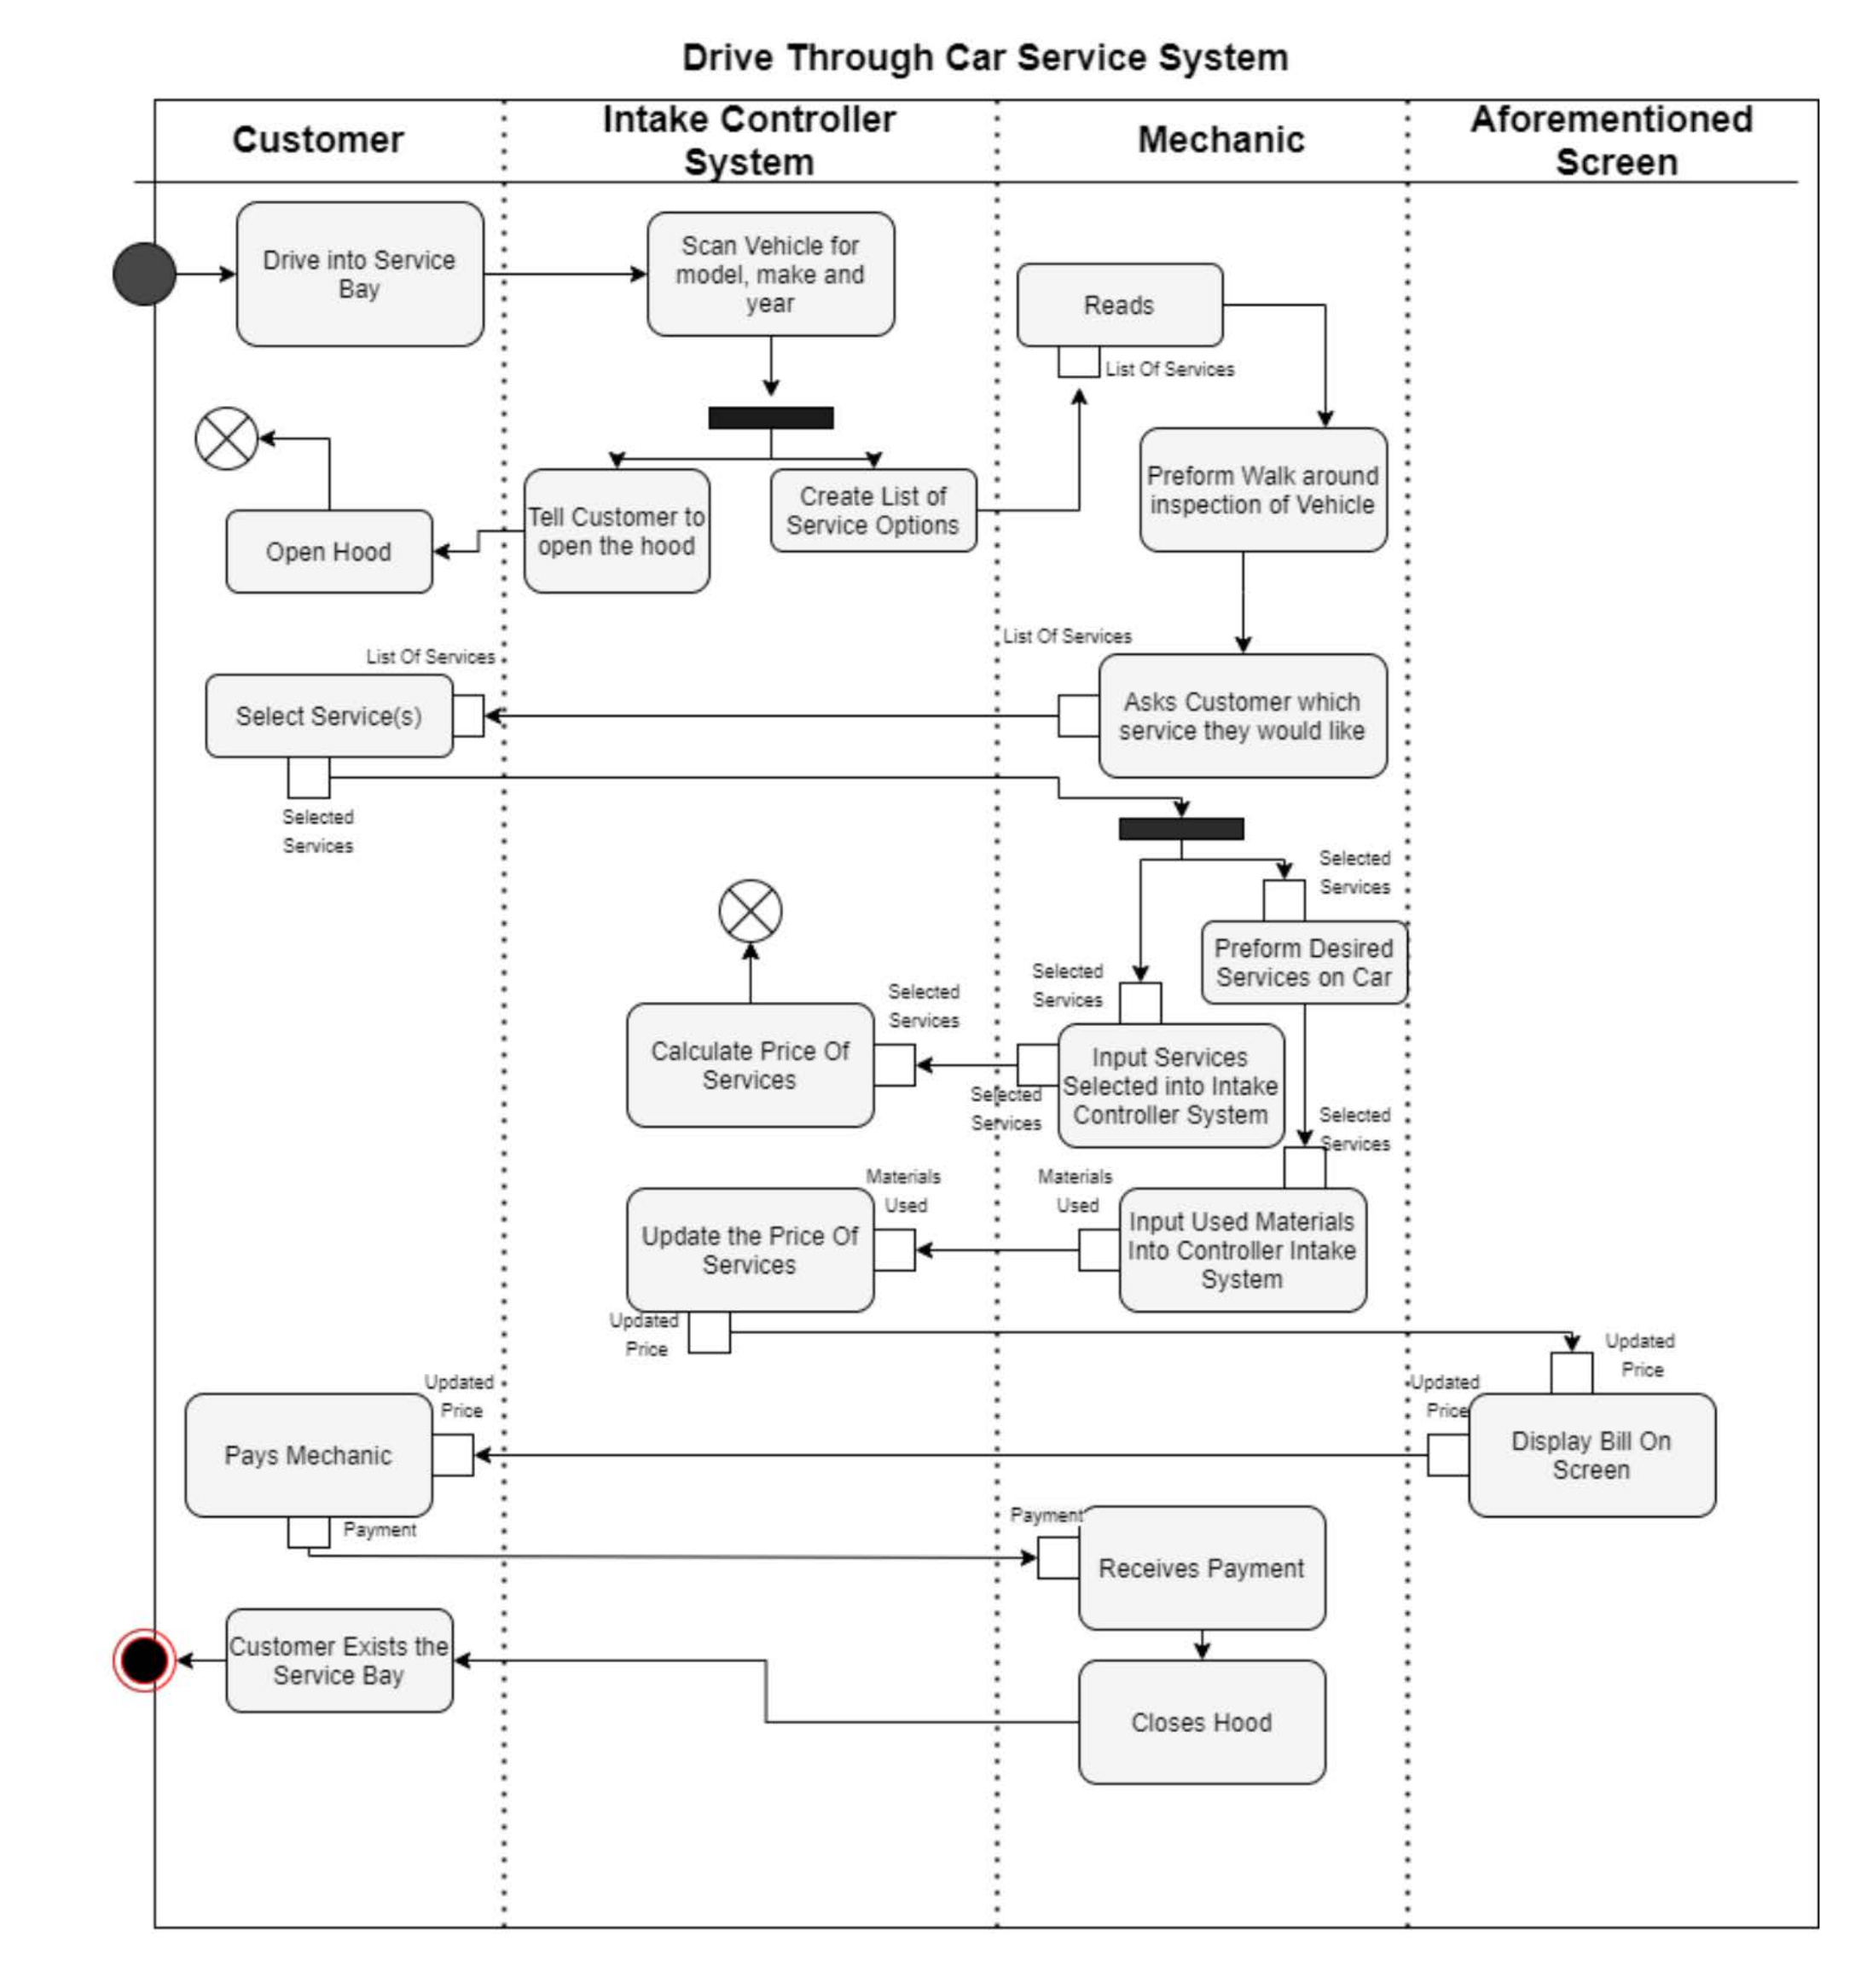 Drive Through Car Service System
Customer
Intake Controller
System
Mechanic
Aforementioned
Screen
Drive into Service
Bay
Scan Vehicle for
model, make and
year
Reads
List Of Services
Preform Walk around
inspection of Vehicle
Tell Customer to
open the hood
Create List of
Service Options
Open Hood
List Of Services
List Of Services
Select Service(s)
Asks Customer which
service they would like
Selected
Services
Selected
Services
Preform Desired
Services on Car
Selected
Services
Selected
Services
Calculate Price Of
Services
Input Services
Selected into Intake
Controller System
Selected
Services
Selected
Services
Materials
Used
Materials
Used
Update the Price Of
Services
Input Used Materials
Into Controller Intake
System
Updated
Price
Updated
Price
Updated
Price
Updated
Price
Pays Mechanic
Display Bill On
Screen
Payment
Payment
Receives Payment
Customer Exists the
Service Bay
Closes Hood